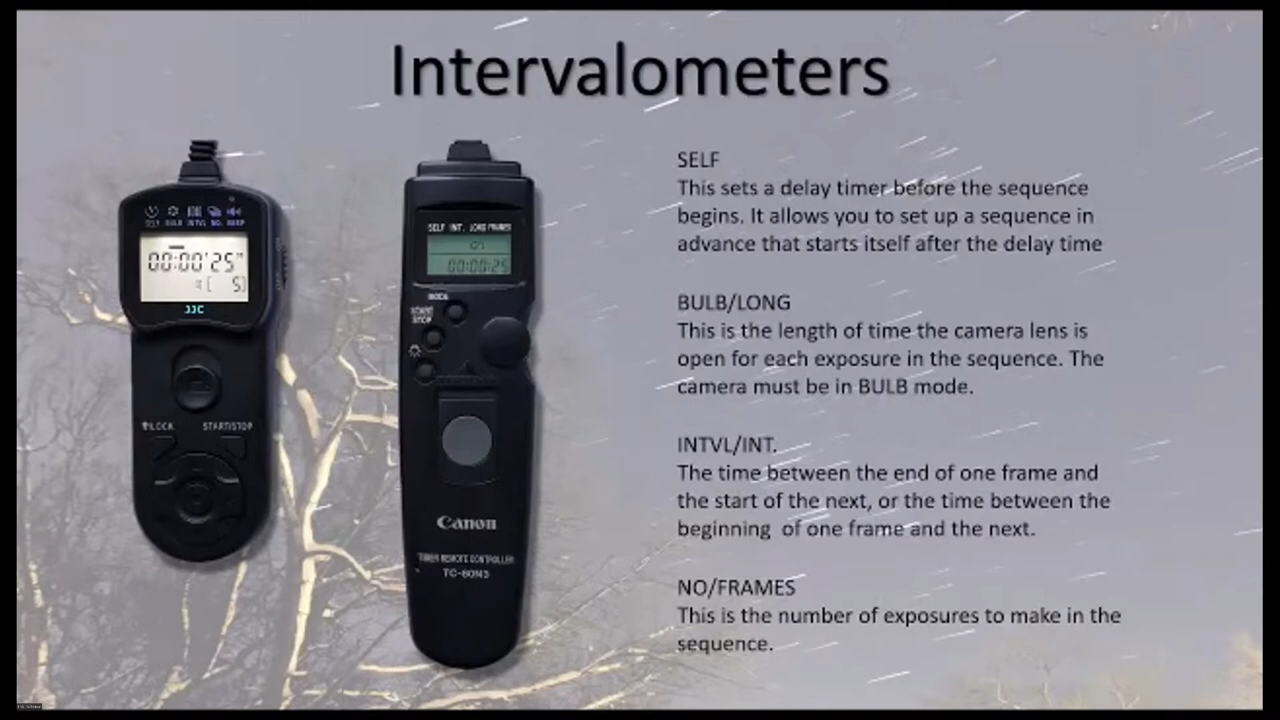 Intervalometers
SELF BULB INTVL NO. BEEP
00:00'25"
JJC
LOCK START/STOP
SELF INT. LONG FRAMES
00:00:25
MODE
START
STOP
Canon
TIMER REMOTE CONTROLLER
TC-80N3
SELF
This sets a delay timer before the sequence
begins. It allows you to set up a sequence in
advance that starts itself after the delay time
BULB/LONG
This is the length of time the camera lens is
open for each exposure in the sequence. The
camera must be in BULB mode.
INTVL/INT.
The time between the end of one frame and
the start of the next, or the time between the
beginning  of one frame and the next.
NO/FRAMES
This is the number of exposures to make in the
sequence.